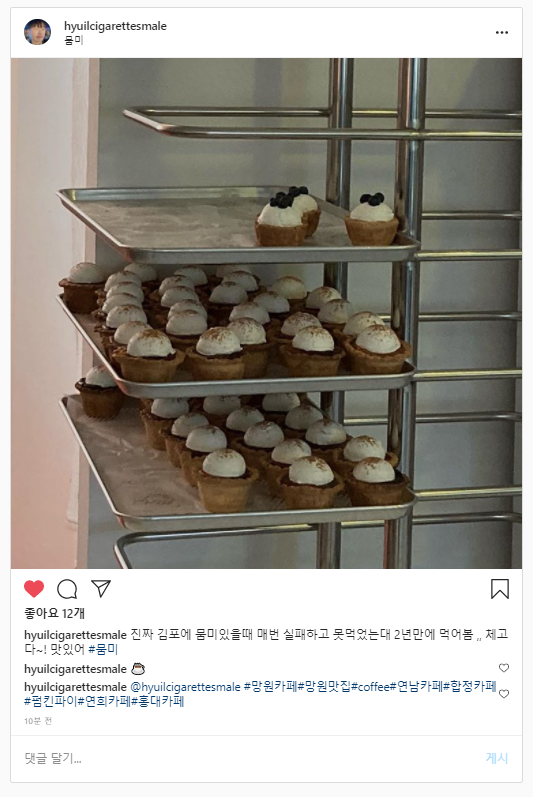 hyuilcigarettesmale
뭄미
좋아요 12개
hyuilcigarettesmale 진짜 김포에 뭄미있을때 매번 실패하고 못먹었는대 2년만에 먹어봄 ,, 체고
다~! 맛있어 #뭄미
hyuilcigarettesmale
hyuilcigarettesmale @hyuilcigarettesmale #망원카페#망원맛집#coffee#연남카페#합정카페
#펌킨파이#연희카페#홍대카페
10분 전
댓글 달기...
게시